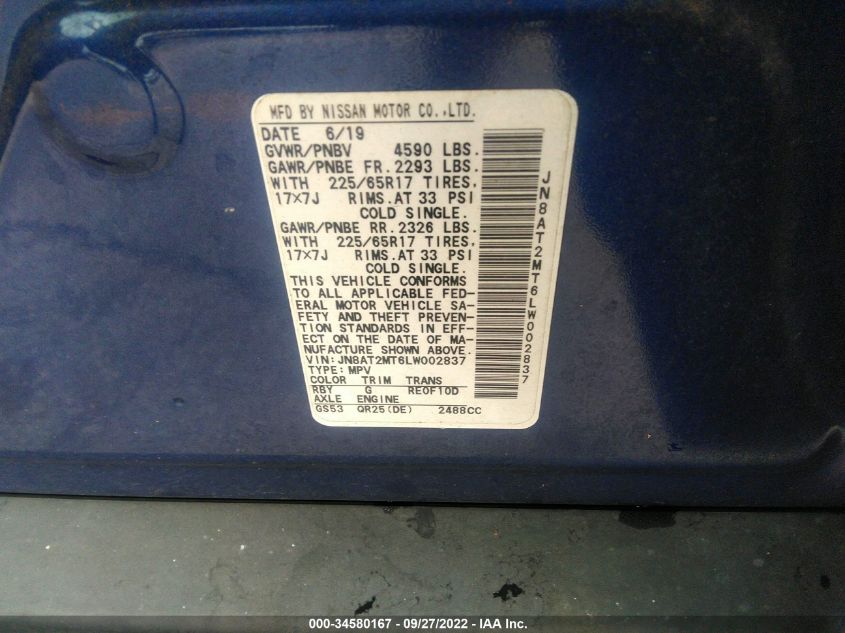 MFD BY NISSAN MOTOR CO.,LTD.
DATE 6/19
GVWR/PNBV 4590 LBS.
GAWR/PNBE FR. 2293 LBS.
WITH 225/65R17 TIRES,
17×7J RIMS.AT 33 PSI
COLD SINGLE.
GAWR/PNBE RR. 2326 LBS.
WITH 225/65R17 TIRES,
17×7J RIMS.AT 33 PSI
COLD SINGLE.
THIS VEHICLE CONFORMS
TO ALL APPLICABLE FED-
ERAL MOTOR VEHICLE SA-
FETY AND THEFT PREVEN-
TION STANDARDS IN EFF-
ECT ON THE DATE OF MA-
NUFACTURE SHOWN ABOVE.
VIN:JN8AT2MT6LW002837
TYPE:MPV
COLOR TRIM TRANS
RBY G RE0F10D
AXLE ENGINE
GS53 QR25(DE) 2488CC
JN8AT2MT6LW002837
000-34580167 - 09/27/2022 - IAA Inc.